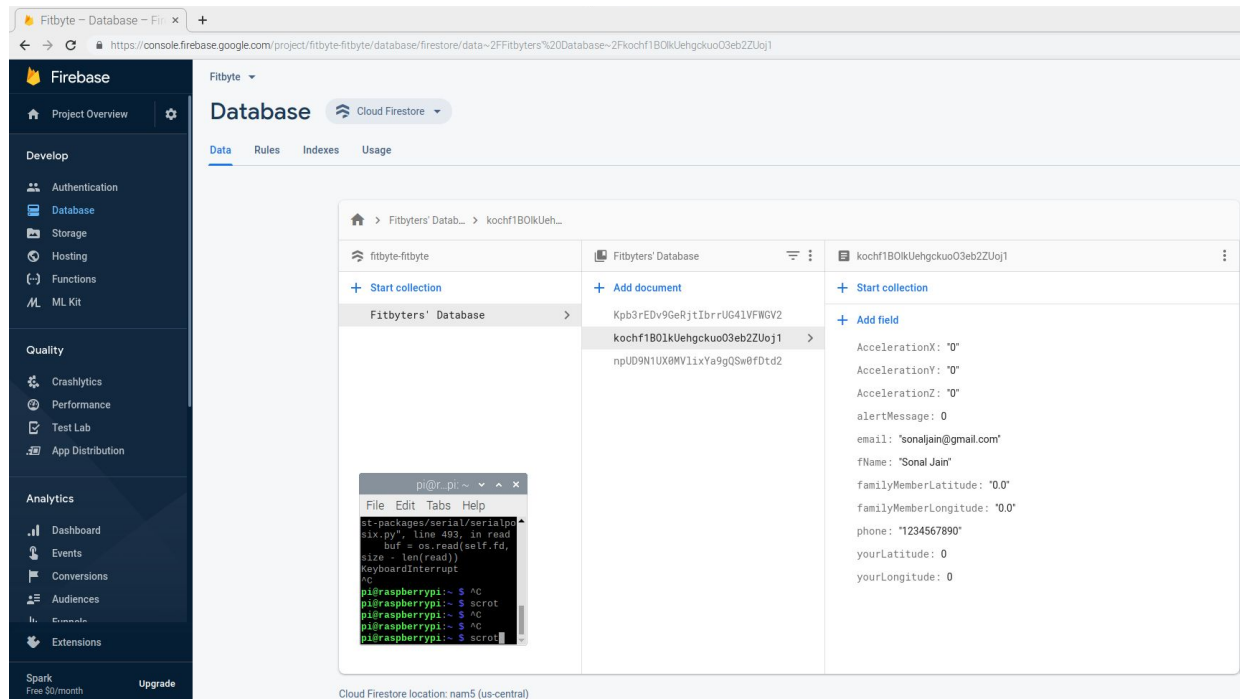 Fitbyte – Database – Fi
https://console.firebase.google.com/project/fitbyte-fitbyte/database/firestore/data~2FFitbyters'%20Database~2Fkochf1BOlkUehgckuoO3eb2ZUoj1
Firebase
Project Overview
Develop
Authentication
Database
Storage
Hosting
Functions
ML ML Kit
Quality
Crashlytics
Performance
Test Lab
App Distribution
Analytics
Dashboard
Events
Conversions
Audiences
Funnels
Extensions
Spark
Free $0/month Upgrade
Fitbyte
Database Cloud Firestore
Data Rules Indexes Usage
Fitbyters' Datab… > kochf1BOlkUeh…
fitbyte-fitbyte
+ Start collection
Fitbyters' Database
Fitbyters' Database
+ Add document
Kpb3rEDv9GeRjtIbrrUG4lVFWGV2
kochf1BOlkUehgckuoO3eb2ZUoj1
npUD9N1UX0MVlixYa9gQSw0fDtd2
kochf1BOlkUehgckuoO3eb2ZUoj1
+ Start collection
+ Add field
AccelerationX: "0"
AccelerationY: "0"
AccelerationZ: "0"
alertMessage: 0
email: "sonaljain@gmail.com"
fName: "Sonal Jain"
familyMemberLatitude: "0.0"
familyMemberLongitude: "0.0"
phone: "1234567890"
yourLatitude: 0
yourLongitude: 0
pi@r…pi: ~
File Edit Tabs Help
st-packages/serial/serialpo
six.py", line 493, in read
buf = os.read(self.fd,
size - len(read))
KeyboardInterrupt
^C
pi@raspberrypi:~ $ ^C
pi@raspberrypi:~ $ scrot
pi@raspberrypi:~ $ ^C
pi@raspberrypi:~ $ ^C
pi@raspberrypi:~ $ scrot
Cloud Firestore location: nam5 (us-central)